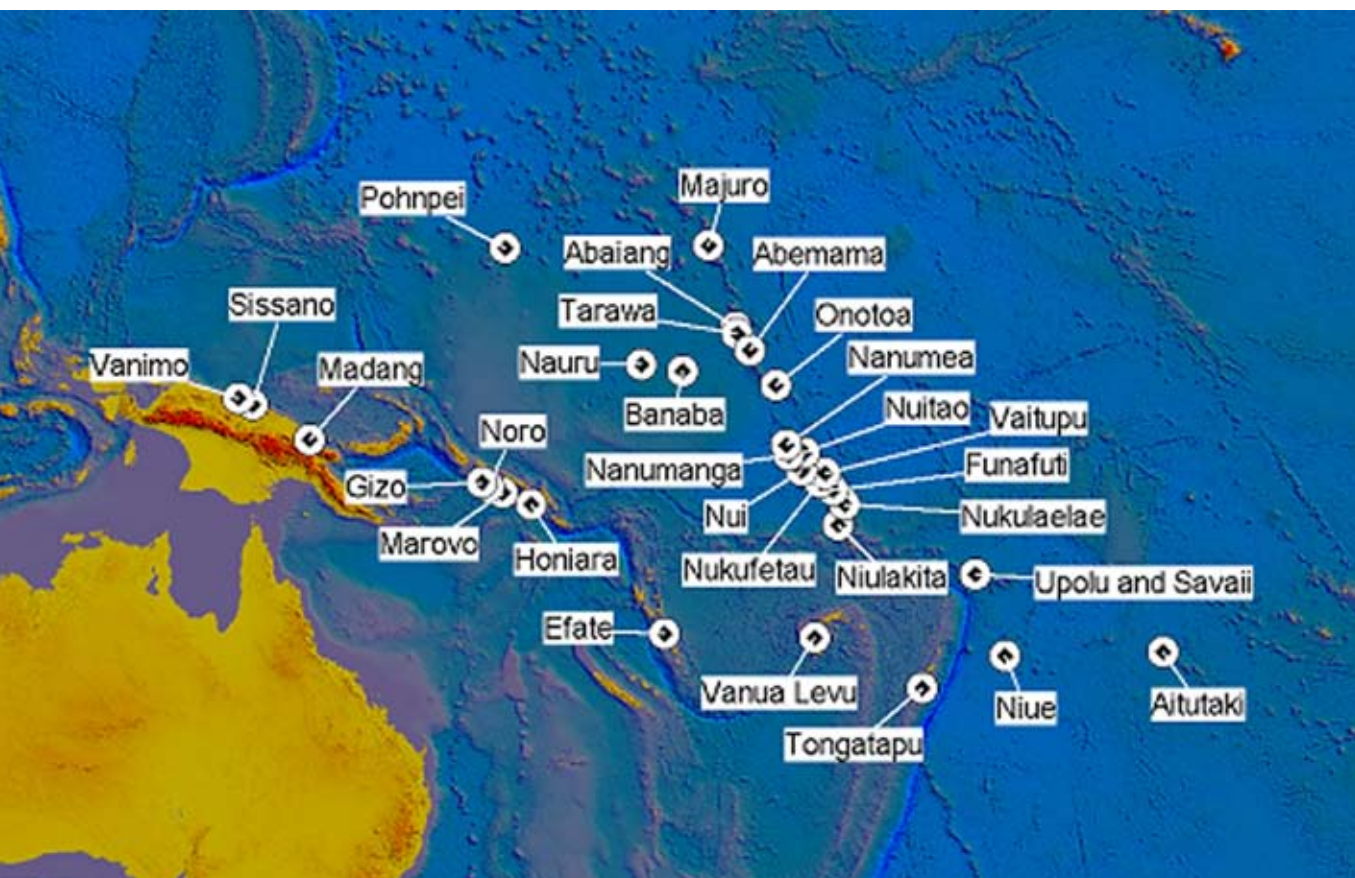 Majuro
Pohnpei
Abaiang
Abemama
Sissano
Tarawa
Onotoa
Vanimo
Madang
Nauru
Nanumea
Banaba
Nuitao
Vaitupu
Noro
Nanumanga
Funafuti
Gizo
Nui
Nukulaelae
Marovo
Honiara
Nukufetau
Niulakita
Upolu and Savaii
Efate
Vanua Levu
Niue
Aitutaki
Tongatapu